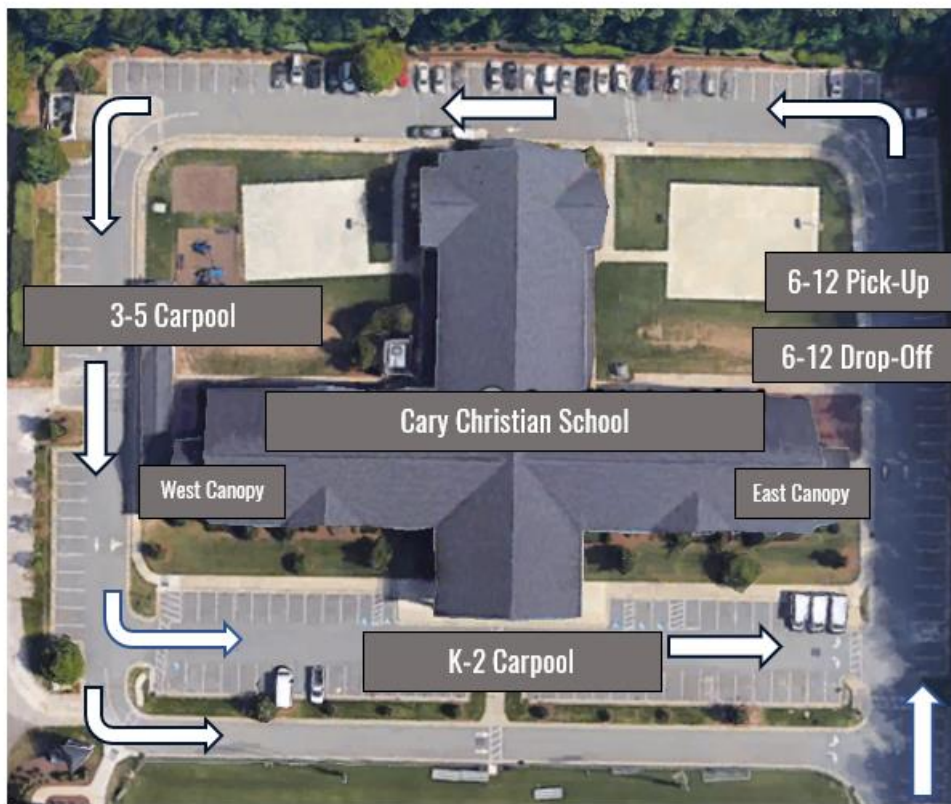 6-12 Pick-Up
3-5 Carpool
6-12 Drop-Off
Cary Christian School
West Canopy
East Canopy
K-2 Carpool